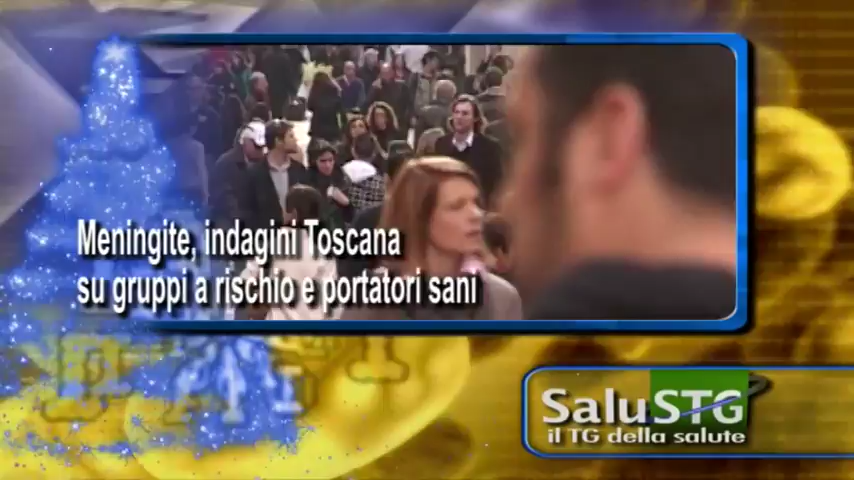 Meningite, indagini Toscana
su gruppi a rischio e portatori sani
SaluSTG
il TG della salute